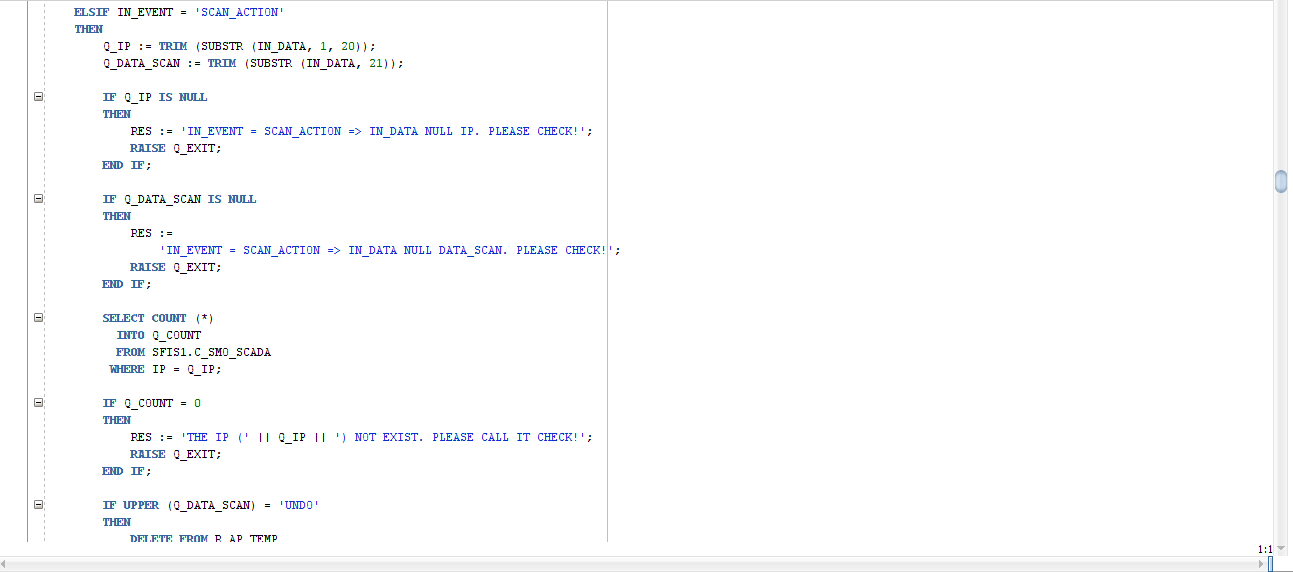 ELSIF IN_EVENT = 'SCAN_ACTION'
THEN
Q_IP := TRIM (SUBSTR (IN_DATA, 1, 20));
Q_DATA_SCAN := TRIM (SUBSTR (IN_DATA, 21));
IF Q_IP IS NULL
THEN
RES := 'IN_EVENT = SCAN_ACTION => IN_DATA NULL IP. PLEASE CHECK!';
RAISE Q_EXIT;
END IF;
IF Q_DATA_SCAN IS NULL
THEN
RES :=
'IN_EVENT = SCAN_ACTION => IN_DATA NULL DATA_SCAN. PLEASE CHECK!';
RAISE Q_EXIT;
END IF;
SELECT COUNT (*)
INTO Q_COUNT
FROM SFIS1.C_SMO_SCADA
WHERE IP = Q_IP;
IF Q_COUNT = 0
THEN
RES := 'THE IP (' || Q_IP || ') NOT EXIST. PLEASE CALL IT CHECK!';
RAISE Q_EXIT;
END IF;
IF UPPER (Q_DATA_SCAN) = 'UNDO'
THEN
DELETE FROM R_AP_TEMP
1:1